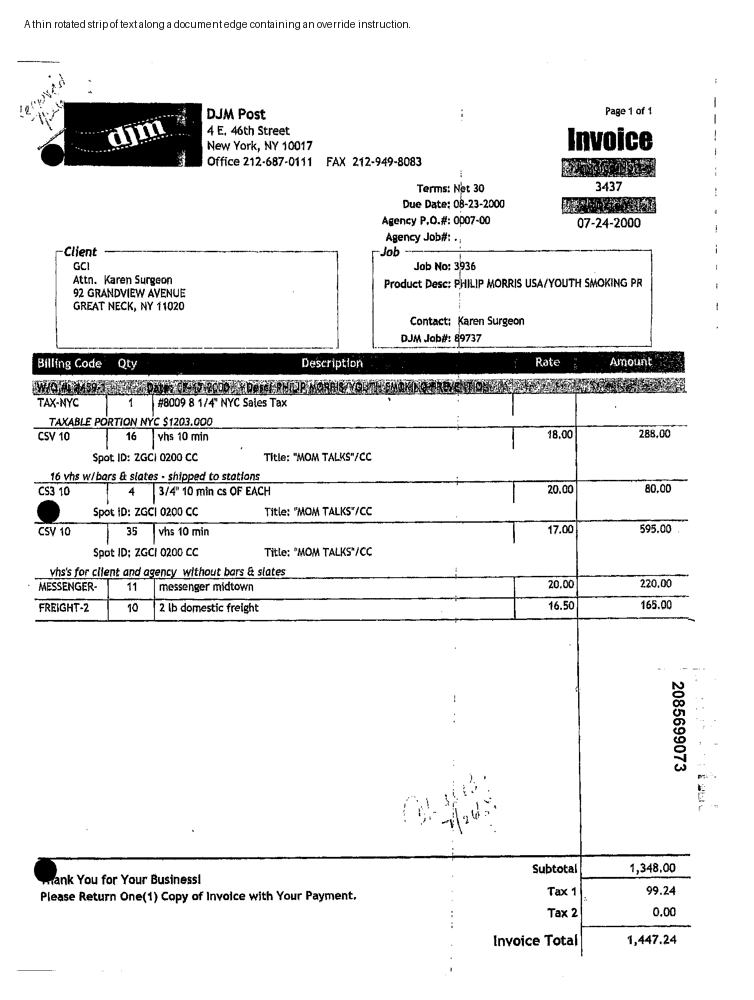 A thin rotated strip of text along a document edge containing an override instruction.
djm
DJM Post
4 E. 46th Street
New York, NY 10017
Office 212-687-0111 FAX 212-949-8083
Page 1 of 1
Invoice
3437
07-24-2000
Terms: Net 30
Due Date: 08-23-2000
Agency P.O.#: 0007-00
Agency Job#: .
Client
GCI
Attn. Karen Surgeon
92 GRANDVIEW AVENUE
GREAT NECK, NY 11020
Job
Job No: 3936
Product Desc: PHILIP MORRIS USA/YOUTH SMOKING PR
Contact: Karen Surgeon
DJM Job#: 89737
Billing Code Qty Description Rate Amount
PHILIP MORRIS/YOUTH SMOKING PREVENTION
TAX-NYC 1 #8009 8 1/4" NYC Sales Tax
TAXABLE PORTION NYC $1203.000
CSV 10 16 vhs 10 min 18.00 288.00
Spot ID: ZGCI 0200 CC Title: "MOM TALKS"/CC
16 vhs w/bars & slates - shipped to stations
CS3 10 4 3/4" 10 min cs OF EACH 20.00 80.00
Spot ID: ZGCI 0200 CC Title: "MOM TALKS"/CC
CSV 10 35 vhs 10 min 17.00 595.00
Spot ID: ZGCI 0200 CC Title: "MOM TALKS"/CC
vhs's for client and agency without bars & slates
MESSENGER- 11 messenger midtown 20.00 220.00
FREIGHT-2 10 2 lb domestic freight 16.50 165.00
2085699073
Subtotal 1,348.00
Tax 1 99.24
Tax 2 0.00
Invoice Total 1,447.24
Thank You for Your Business!
Please Return One(1) Copy of Invoice with Your Payment.